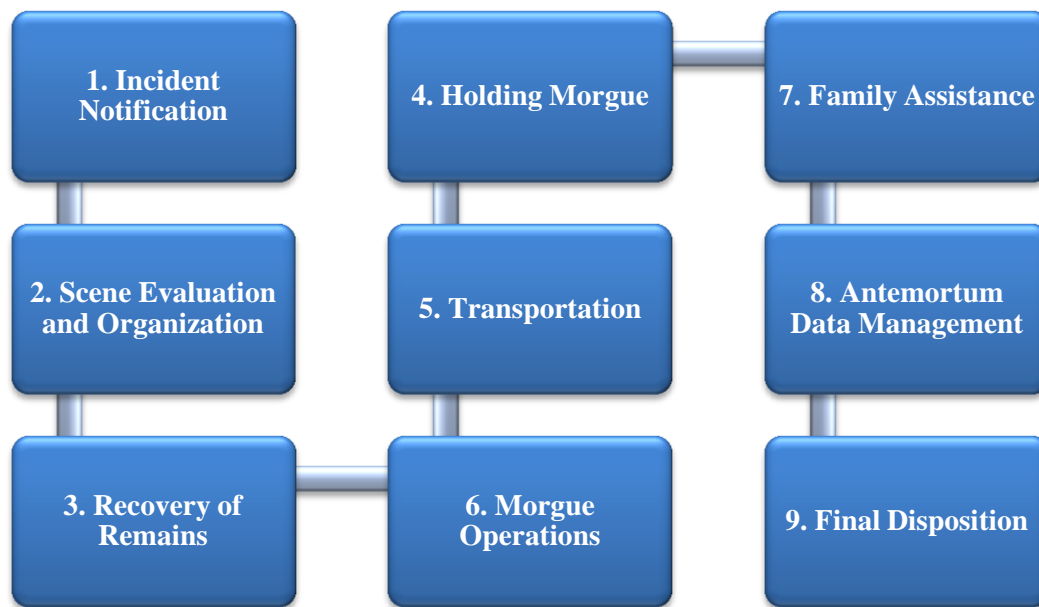 1. Incident
Notification
2. Scene Evaluation
and Organization
3. Recovery of
Remains
4. Holding Morgue
5. Transportation
6. Morgue
Operations
7. Family Assistance
8. Antemortum
Data Management
9. Final Disposition